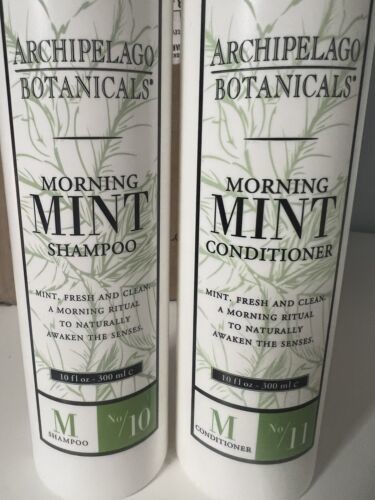 ARCHIPELAGO
BOTANICALS®
MORNING
MINT
SHAMPOO
MINT, FRESH AND CLEAN.
A MORNING RITUAL
TO NATURALLY
AWAKEN THE SENSES.
10 fl oz - 300 ml e
M
SHAMPOO
No/10
ARCHIPELAGO
BOTANICALS®
MORNING
MINT
CONDITIONER
MINT, FRESH AND CLEAN.
A MORNING RITUAL
TO NATURALLY
AWAKEN THE SENSES.
10 fl oz - 300 ml e
M
CONDITIONER
No/11